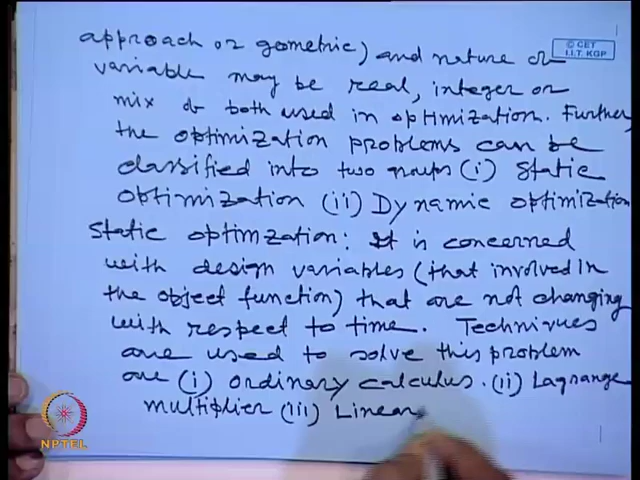 approach or geometric) and nature of
© CET
I.I.T. KGP
variable may be real, integer or
mix of both used in optimization. Further
the optimization problems can be
classified into two groups (i) Static
optimization (ii) Dynamic optimization
Static optimzation: It is concerned
with design variables (that involved in
the object function) that are not changing
with respect to time. Techniques
are used to solve this problem
are (i) ordinary calculus. (ii) Lagrange
multiplier (iii) Linear
NPTEL